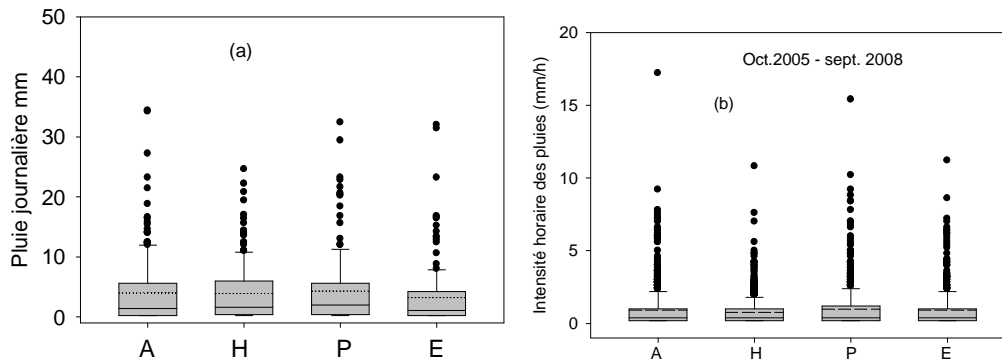 Pluie journalière mm
50
40
30
20
10
0
(a)
A H P E
Intensité horaire des pluies (mm/h)
20
15
10
5
0
Oct.2005 - sept. 2008
(b)
A H P E